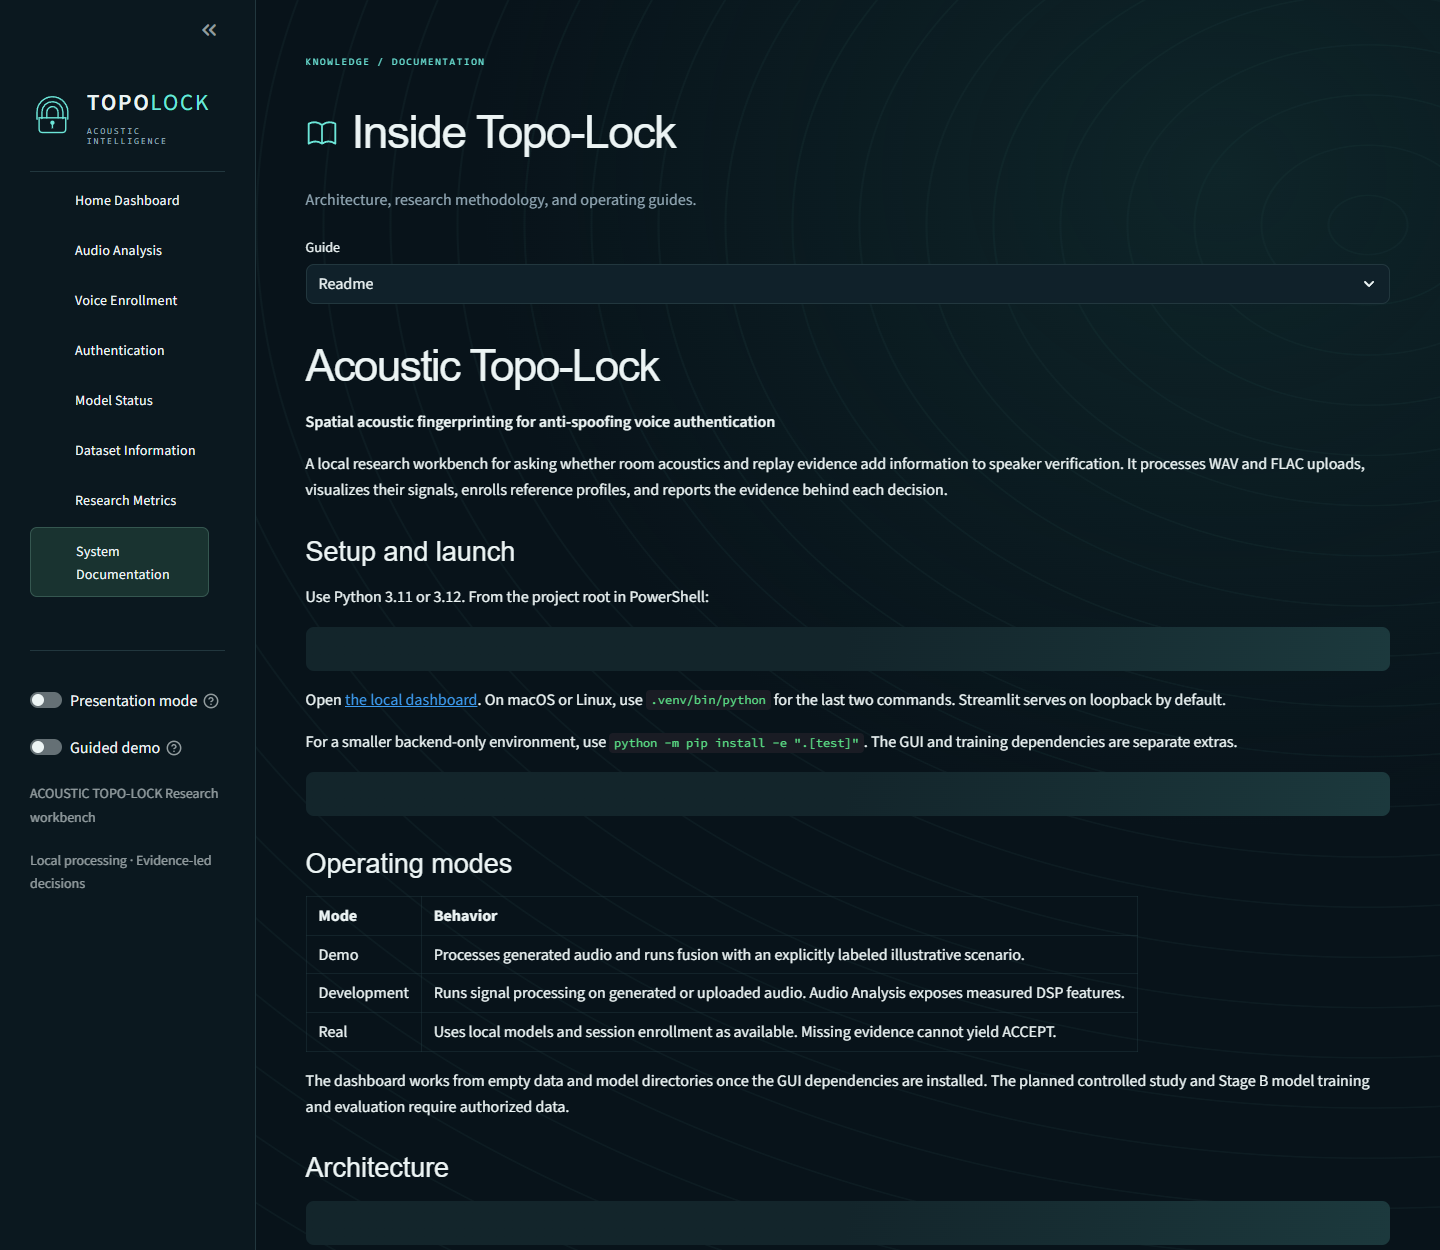 TOPOLOCK
ACOUSTIC
INTELLIGENCE
Home Dashboard
Audio Analysis
Voice Enrollment
Authentication
Model Status
Dataset Information
Research Metrics
System
Documentation
Presentation mode
Guided demo
ACOUSTIC TOPO-LOCK Research
workbench
Local processing · Evidence-led
decisions
KNOWLEDGE / DOCUMENTATION
Inside Topo-Lock
Architecture, research methodology, and operating guides.
Guide
Readme
Acoustic Topo-Lock
Spatial acoustic fingerprinting for anti-spoofing voice authentication
A local research workbench for asking whether room acoustics and replay evidence add information to speaker verification. It processes WAV and FLAC uploads,
visualizes their signals, enrolls reference profiles, and reports the evidence behind each decision.
Setup and launch
Use Python 3.11 or 3.12. From the project root in PowerShell:
Open the local dashboard. On macOS or Linux, use .venv/bin/python for the last two commands. Streamlit serves on loopback by default.
For a smaller backend-only environment, use python -m pip install -e ".[test]" . The GUI and training dependencies are separate extras.
Operating modes
Mode Behavior
Demo Processes generated audio and runs fusion with an explicitly labeled illustrative scenario.
Development Runs signal processing on generated or uploaded audio. Audio Analysis exposes measured DSP features.
Real Uses local models and session enrollment as available. Missing evidence cannot yield ACCEPT.
The dashboard works from empty data and model directories once the GUI dependencies are installed. The planned controlled study and Stage B model training
and evaluation require authorized data.
Architecture